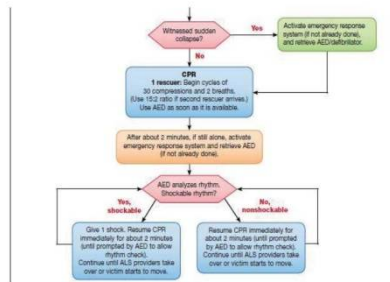 Witnessed sudden
collapse?
Yes
Activate emergency response
system (if not already done),
and retrieve AED/defibrillator.
No
CPR
1 rescuer: Begin cycles of
30 compressions and 2 breaths.
(Use 15:2 ratio if second rescuer arrives.)
Use AED as soon as it is available.
After about 2 minutes, if still alone, activate
emergency response system and retrieve AED
(if not already done).
AED analyzes rhythm.
Shockable rhythm?
Yes,
shockable
No,
nonshockable
Give 1 shock. Resume CPR
immediately for about 2 minutes
(until prompted by AED to allow
rhythm check).
Continue until ALS providers take
over or victim starts to move.
Resume CPR immediately for
about 2 minutes (until prompted
by AED to allow rhythm check).
Continue until ALS providers take
over or victim starts to move.